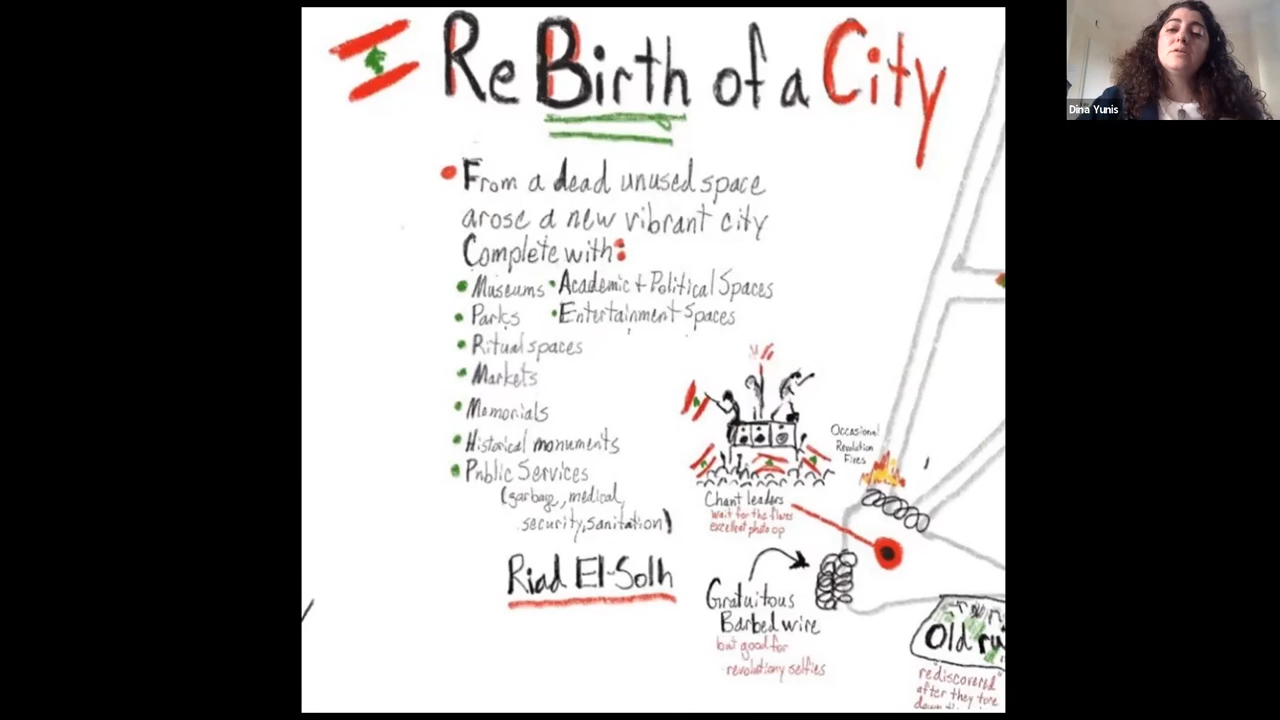 ReBirth of a City
Dina Yunis
• From a dead unused space
arose a new vibrant city
Complete with:
• Museums • Academic + Political Spaces
• Parks • Entertainment Spaces
• Ritual spaces
• Markets
• Memorials
• Historical monuments
• Public Services
(garbage, medical,
security, sanitation)
Riad El-Solh
Occasional
Revolution
Fires
Chant leaders
wait for the flares
excellent photo op
Gratuitous
Barbed wire
but good for
selfies
Old
"rediscovered"
after they tore